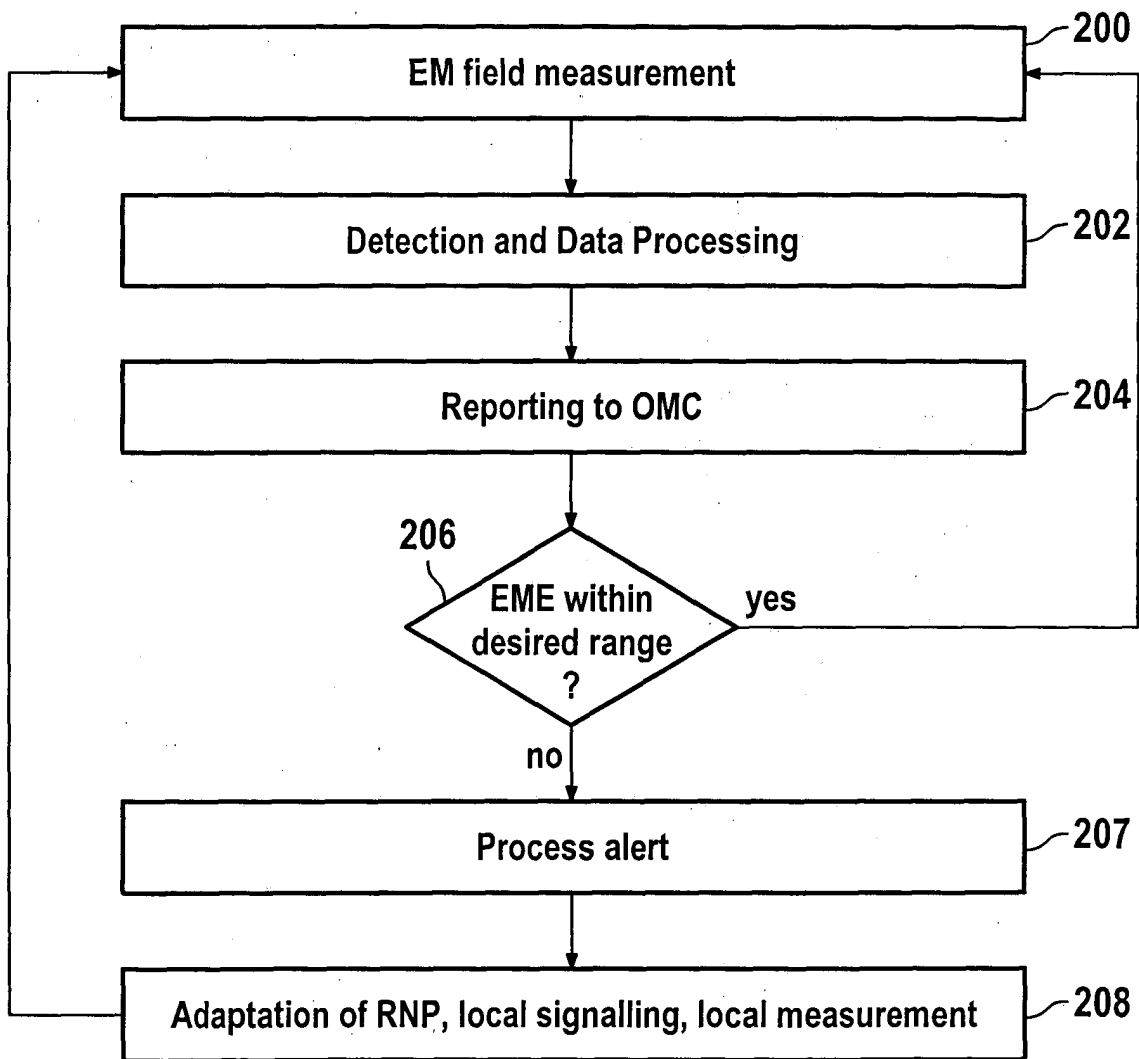 200
EM field measurement
202
Detection and Data Processing
204
Reporting to OMC
206
EME within
desired range
?
yes
no
207
Process alert
208
Adaptation of RNP, local signalling, local measurement